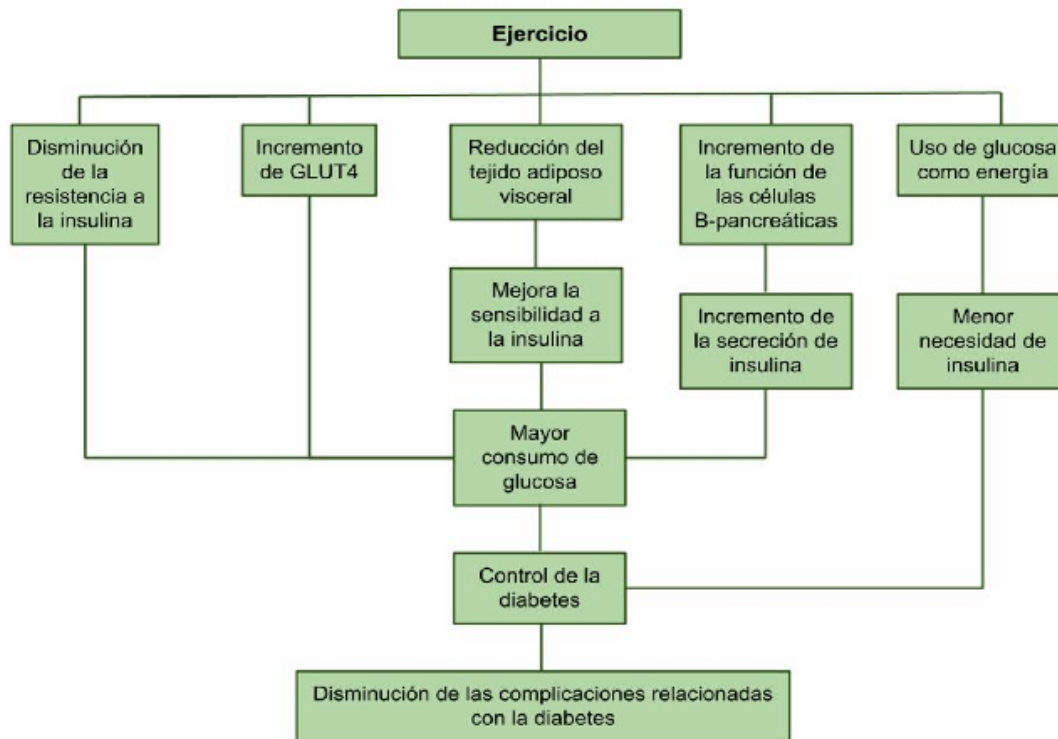 Ejercicio
Disminución
de la
resistencia a
la insulina
Incremento
de GLUT4
Reducción del
tejido adiposo
visceral
Incremento de
la función de
las células
B-pancreáticas
Uso de glucosa
como energía
Mejora la
sensibilidad a
la insulina
Incremento de
la secreción de
insulina
Menor
necesidad de
insulina
Mayor
consumo de
glucosa
Control de la
diabetes
Disminución de las complicaciones relacionadas
con la diabetes